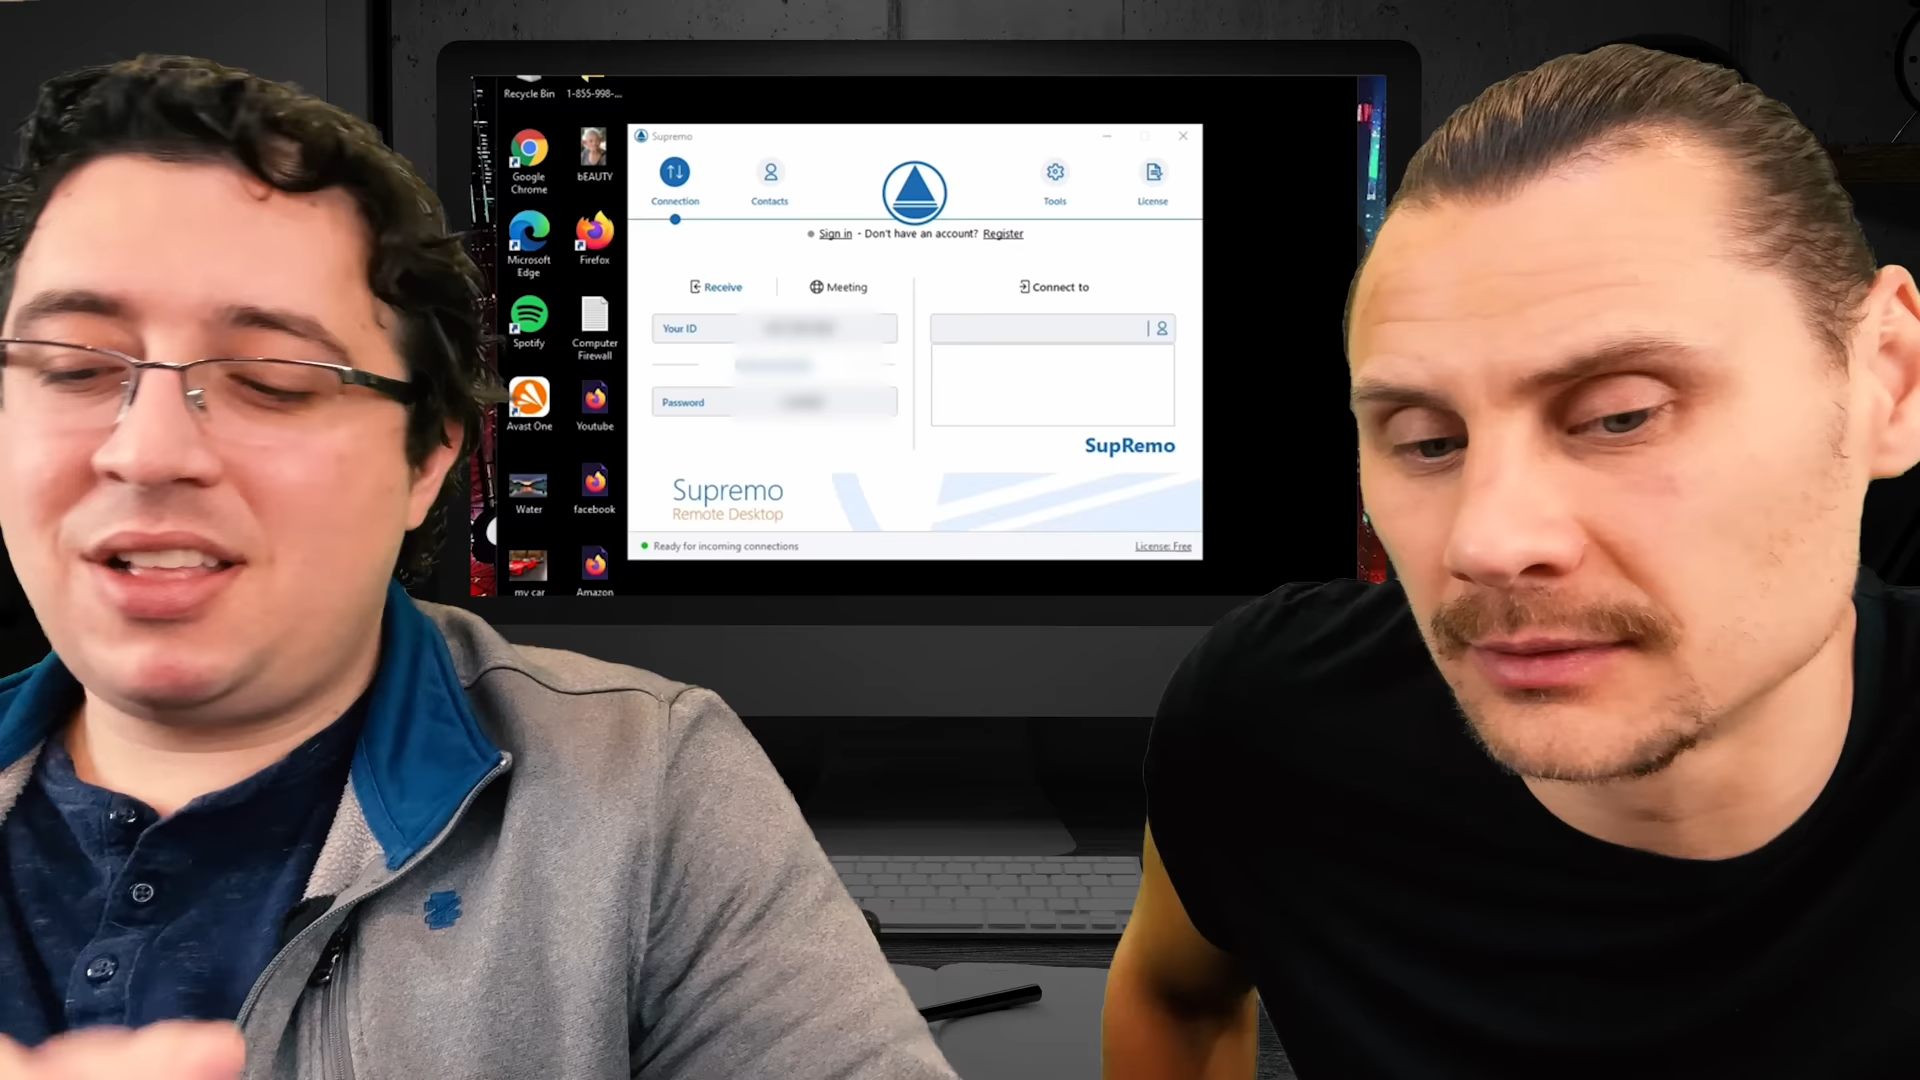 Recycle Bin
1-855-998-...
Google
Chrome
bEAUTY
Microsoft
Edge
Firefox
Spotify
Computer
Firewall
Avast One
Youtube
Water
facebook
my car
Amazon
Supremo
Connection
Contacts
Tools
License
Sign in - Don't have an account? Register
Receive
Meeting
Connect to
Your ID
Password
SupRemo
Supremo
Remote Desktop
Ready for incoming connections
License: Free